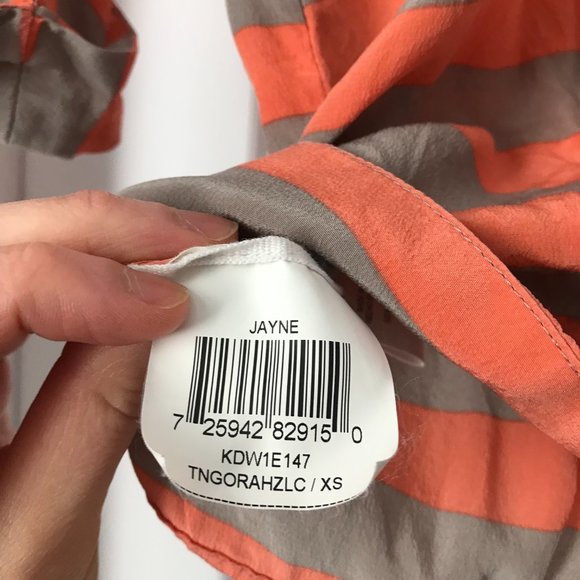 JAYNE
7 25942 82915 0
KDW1E147
TNGORAHZLC / XS